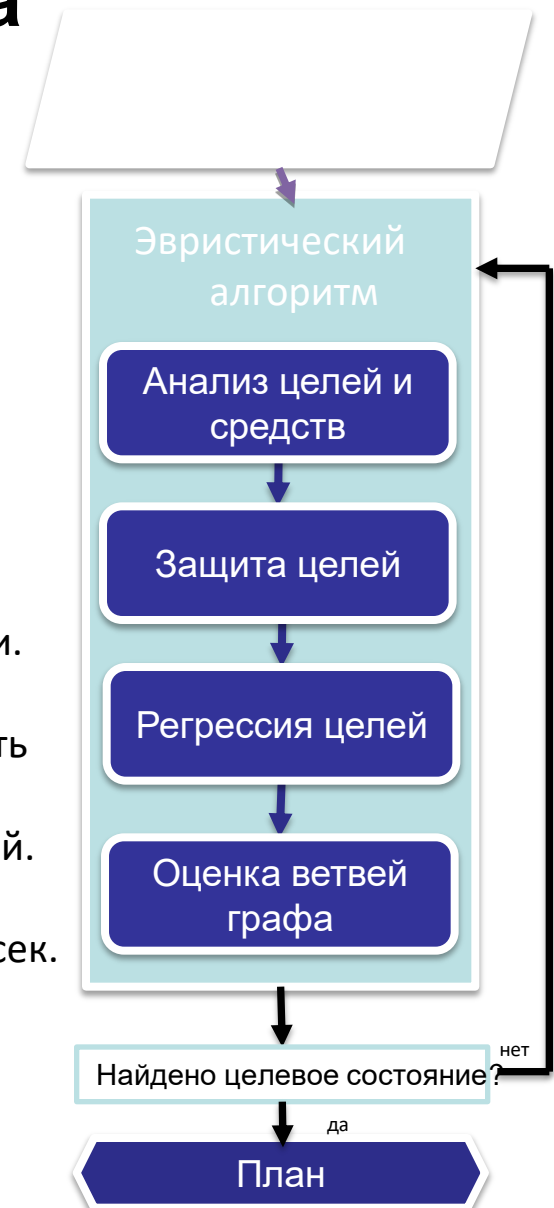 а
Эвристический
алгоритм
Анализ целей и
средств
Защита целей
и.
Регрессия целей
ть
й.
Оценка ветвей
графа
сек.
нет
Найдено целевое состояние?
да
План